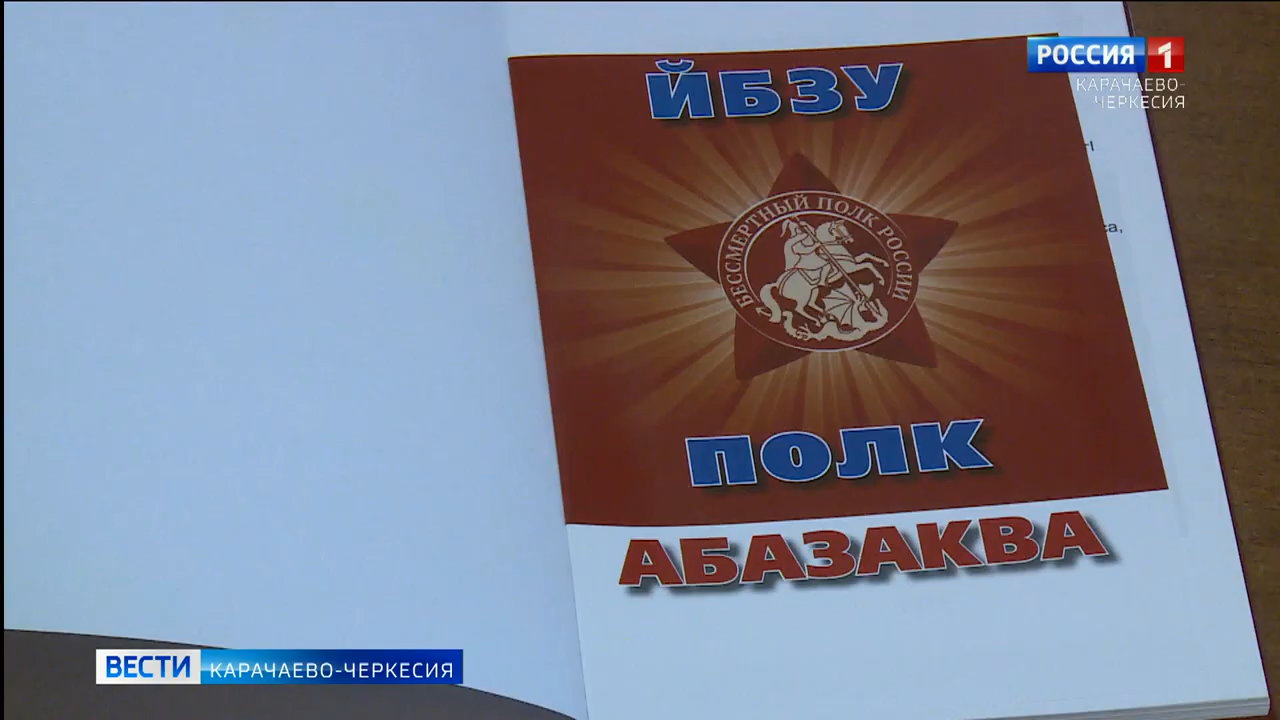 РОССИЯ 1
КАРАЧАЕВО-
ЧЕРКЕСИЯ
ЙБЗУ
БЕССМЕРТНЫЙ ПОЛК РОССИИ
ПОЛК
АБАЗАКВА
ВЕСТИ КАРАЧАЕВО-ЧЕРКЕСИЯ